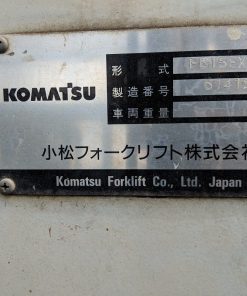 KOMATSU
形 式
製造番号
車両重量
小松フォークリフト株式会
Komatsu Forklift Co., Ltd. Japan